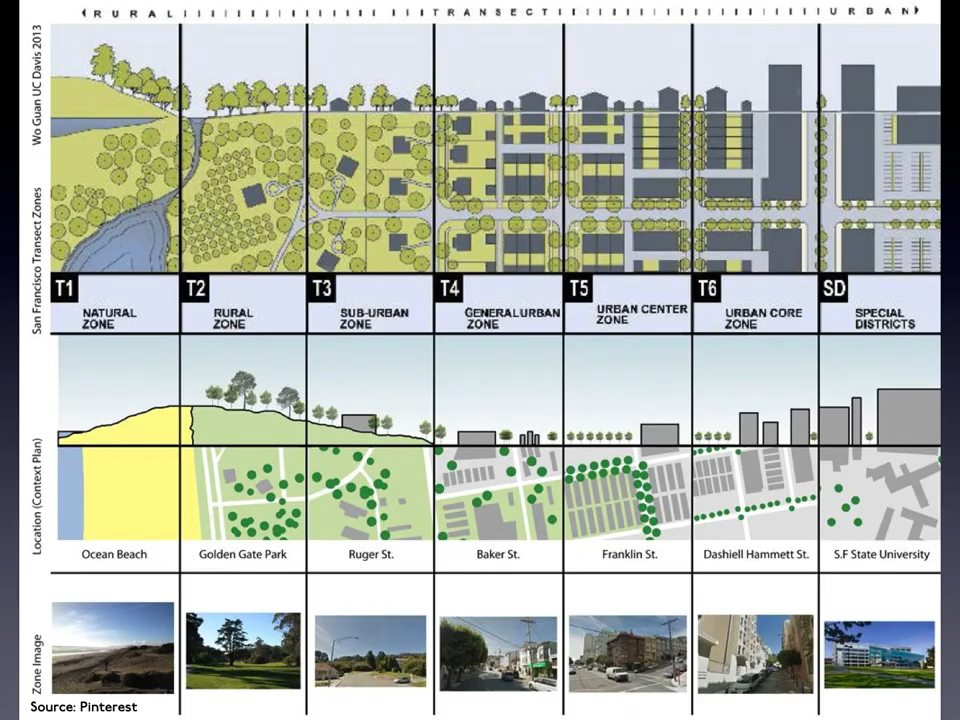 RURAL TRANSECT URBAN
Wo Guan UC Davis 2013
San Francisco Transect Zones
T1
NATURAL
ZONE
T2
RURAL
ZONE
T3
SUB-URBAN
ZONE
T4
GENERAL URBAN
ZONE
T5
URBAN CENTER
ZONE
T6
URBAN CORE
ZONE
SD
SPECIAL
DISTRICTS
Location (Context Plan)
Ocean Beach
Golden Gate Park
Ruger St.
Baker St.
Franklin St.
Dashiell Hammett St.
S.F State University
Zone Image
Source: Pinterest